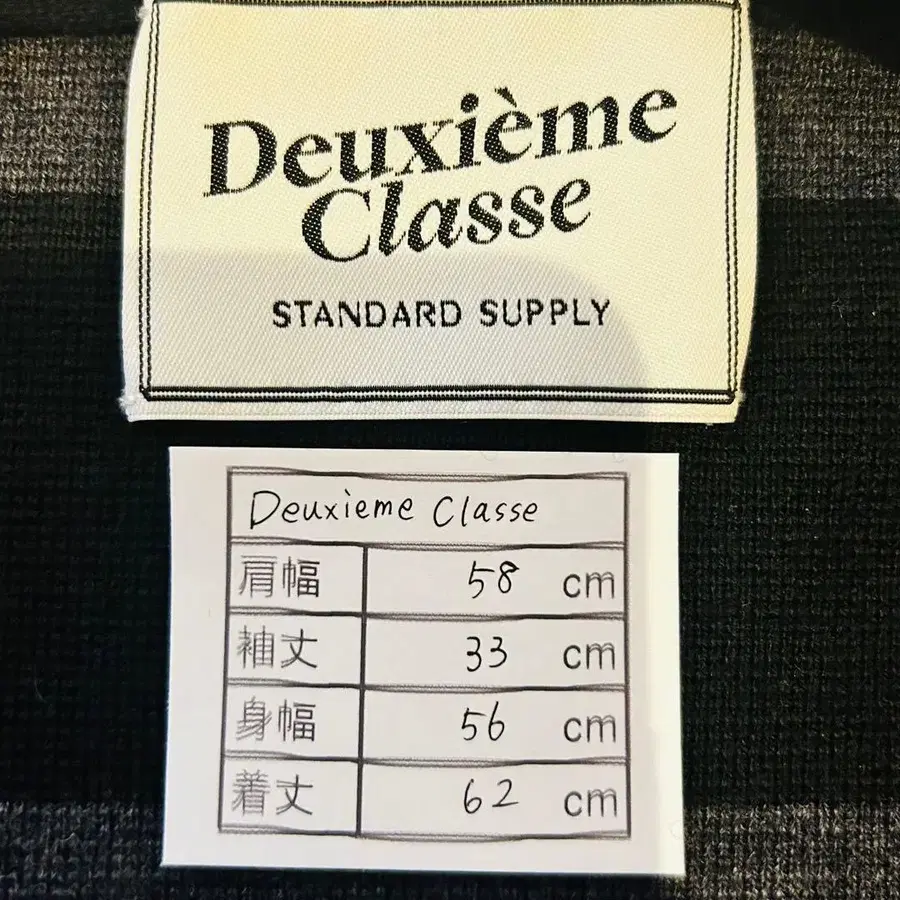 Deuxième
Classe
STANDARD SUPPLY
Deuxieme Classe
肩幅 58 cm
袖丈 33 cm
身幅 56 cm
着丈 62 cm